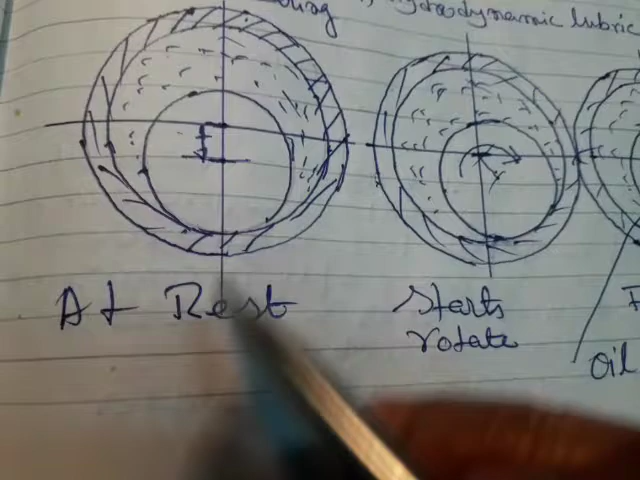 hydrodynamic lubric
At Rest
Starts
rotate
Oil